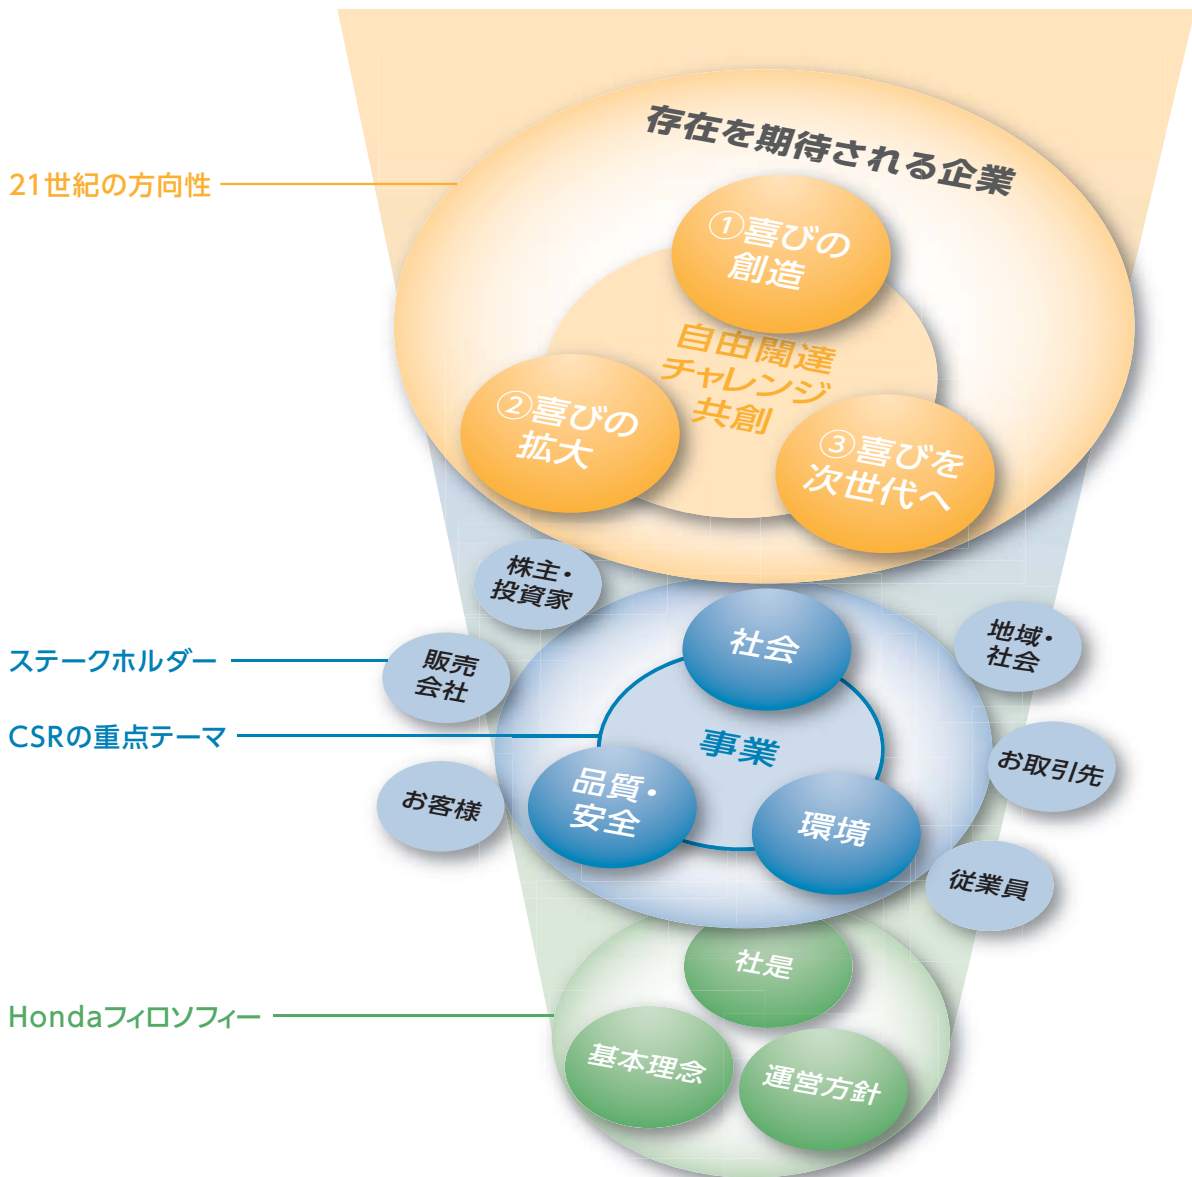 存在を期待される企業
21世紀の方向性
①喜びの
創造
自由闊達
チャレンジ
共創
②喜びの
拡大
③喜びを
次世代へ
株主・
投資家
地域・
社会
社会
ステークホルダー
販売
会社
CSRの重点テーマ
事業
お取引先
品質・
安全
お客様
環境
従業員
社是
Hondaフィロソフィー
基本理念
運営方針